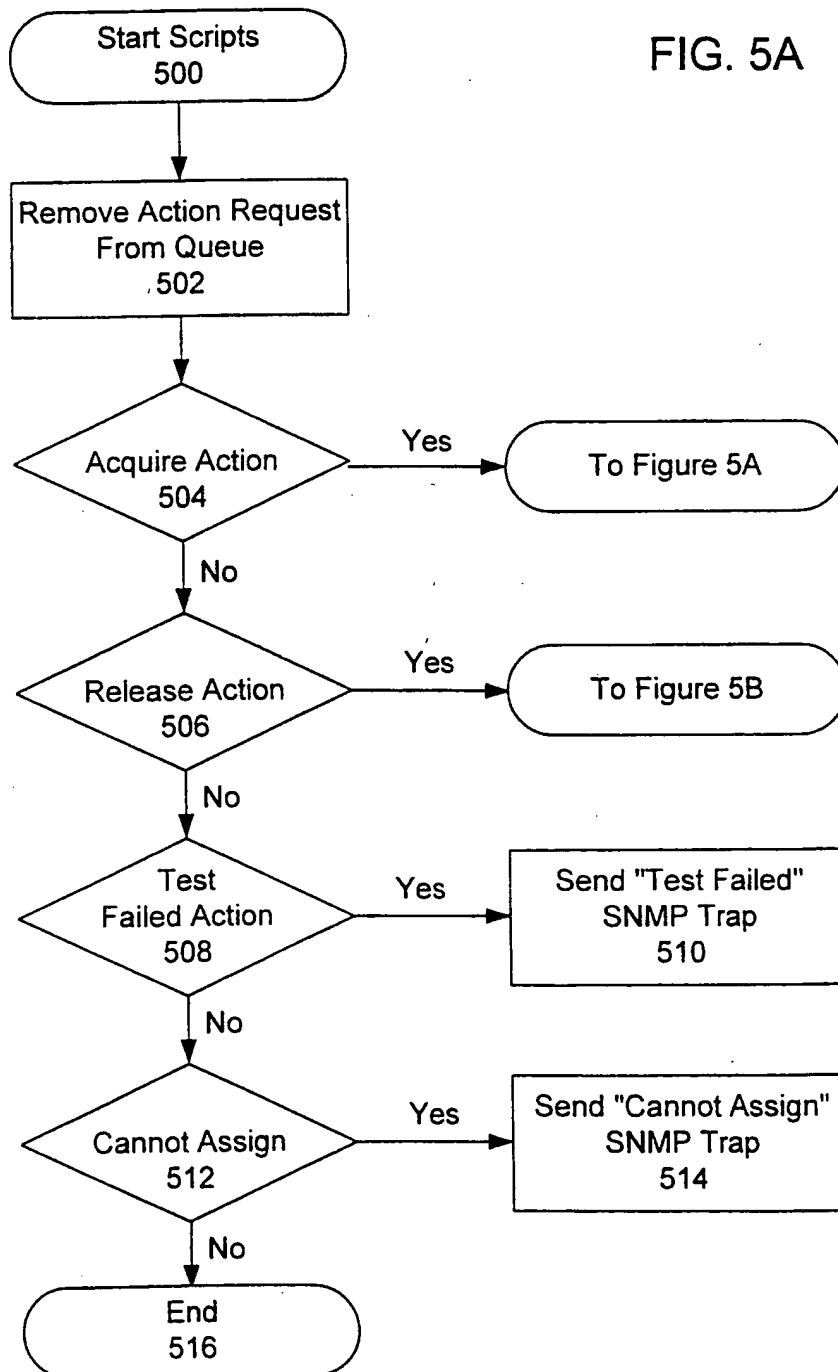 FIG. 5A
Start Scripts
500
Remove Action Request
From Queue
502
Acquire Action
504
Yes
To Figure 5A
No
Release Action
506
Yes
To Figure 5B
No
Test
Failed Action
508
Yes
Send "Test Failed"
SNMP Trap
510
No
Cannot Assign
512
Yes
Send "Cannot Assign"
SNMP Trap
514
No
End
516